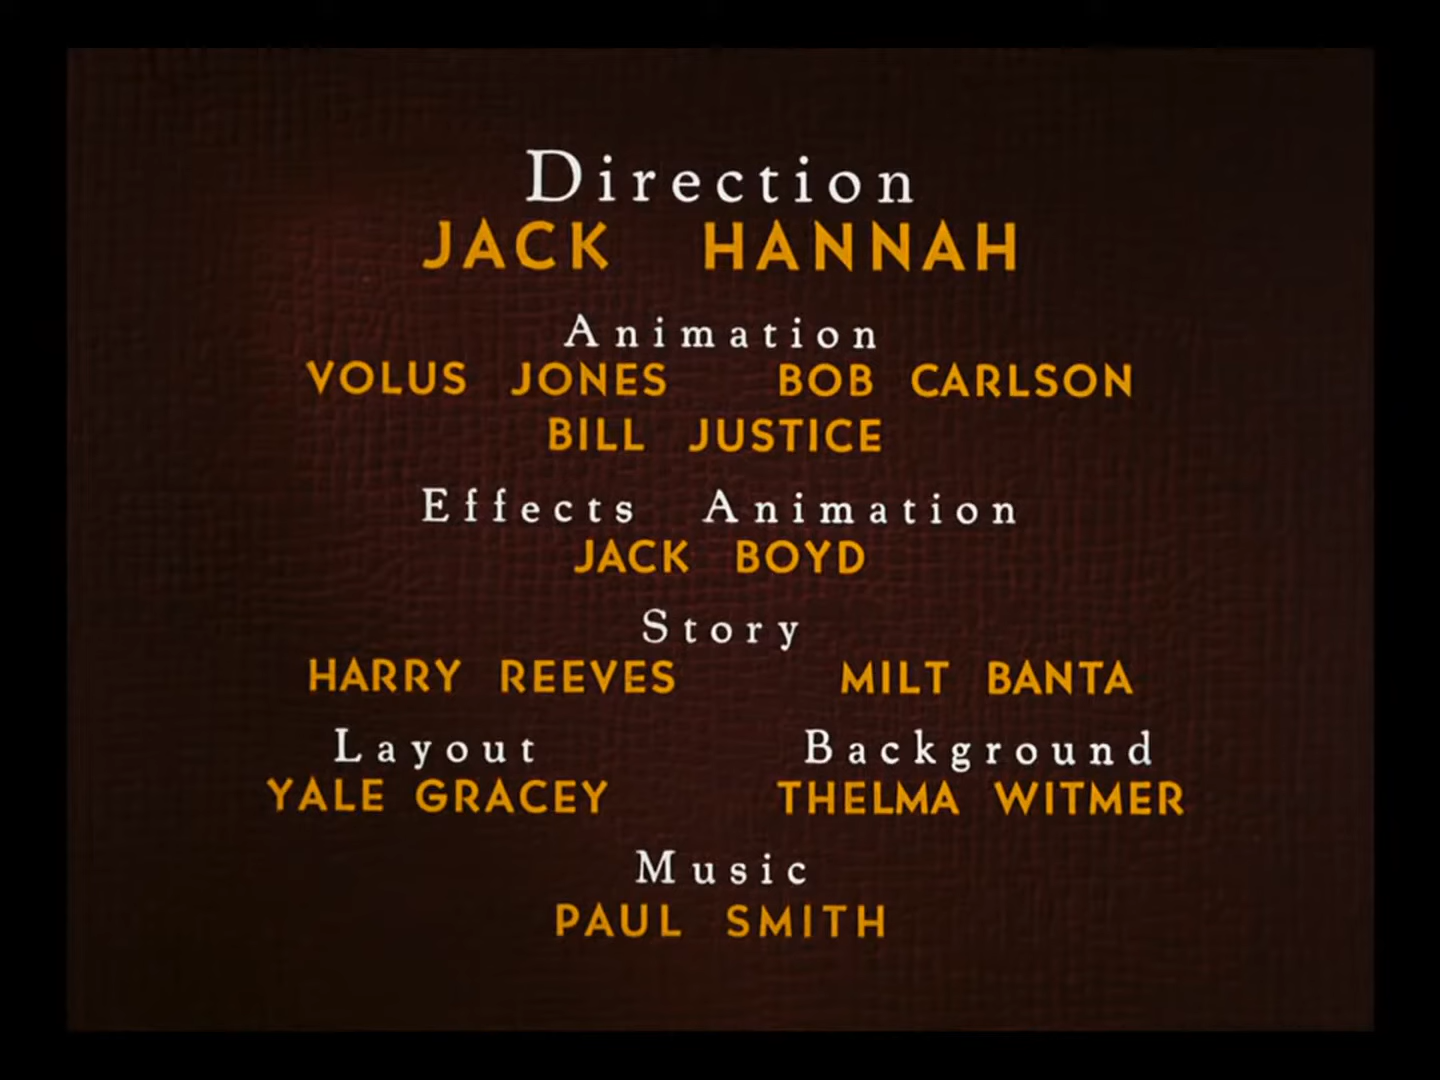 Direction
JACK HANNAH
Animation
VOLUS JONES BOB CARLSON
BILL JUSTICE
Effects Animation
JACK BOYD
Story
HARRY REEVES MILT BANTA
Layout Background
YALE GRACEY THELMA WITMER
Music
PAUL SMITH